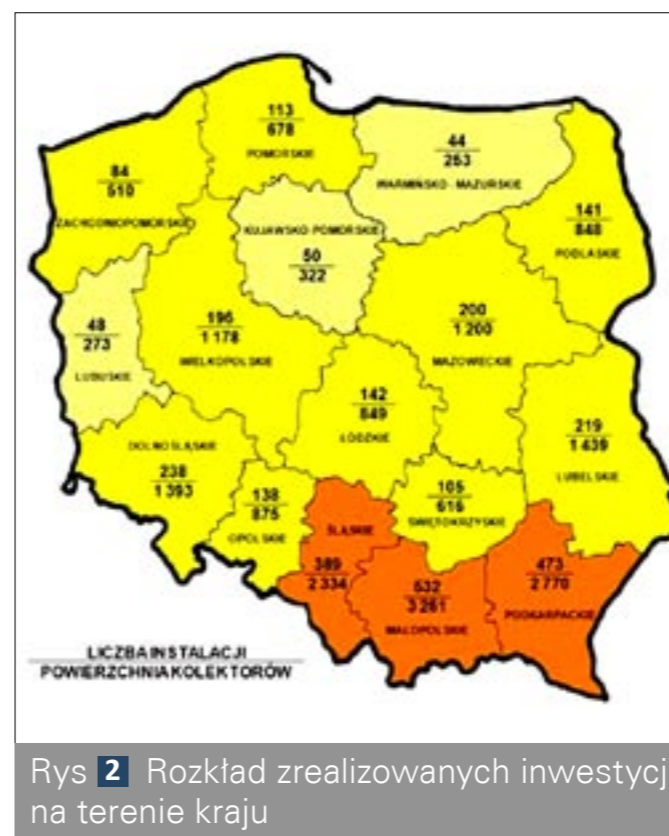 113
678
POMORSKIE
44
253
WARMIŃSKO - MAZURSKIE
84
510
ZACHODNIOPOMORSKIE
KUJAWSKO-POMORSKIE
50
322
141
848
PODLASKIE
48
273
LUBUSKIE
196
1 178
WIELKOPOLSKIE
200
1 200
MAZOWIECKIE
142
849
ŁÓDZKIE
219
1 439
LUBELSKIE
DOLNOŚLĄSKIE
238
1 393
138
875
OPOLSKIE
ŚLĄSKIE
389
2 334
105
616
ŚWIĘTOKRZYSKIE
532
3 261
MAŁOPOLSKIE
473
2 770
PODKARPACKIE
LICZBA INSTALACJI
POWIERZCHNIA KOLEKTORÓW
Rys 2 Rozkład zrealizowanych inwestycj
na terenie kraju